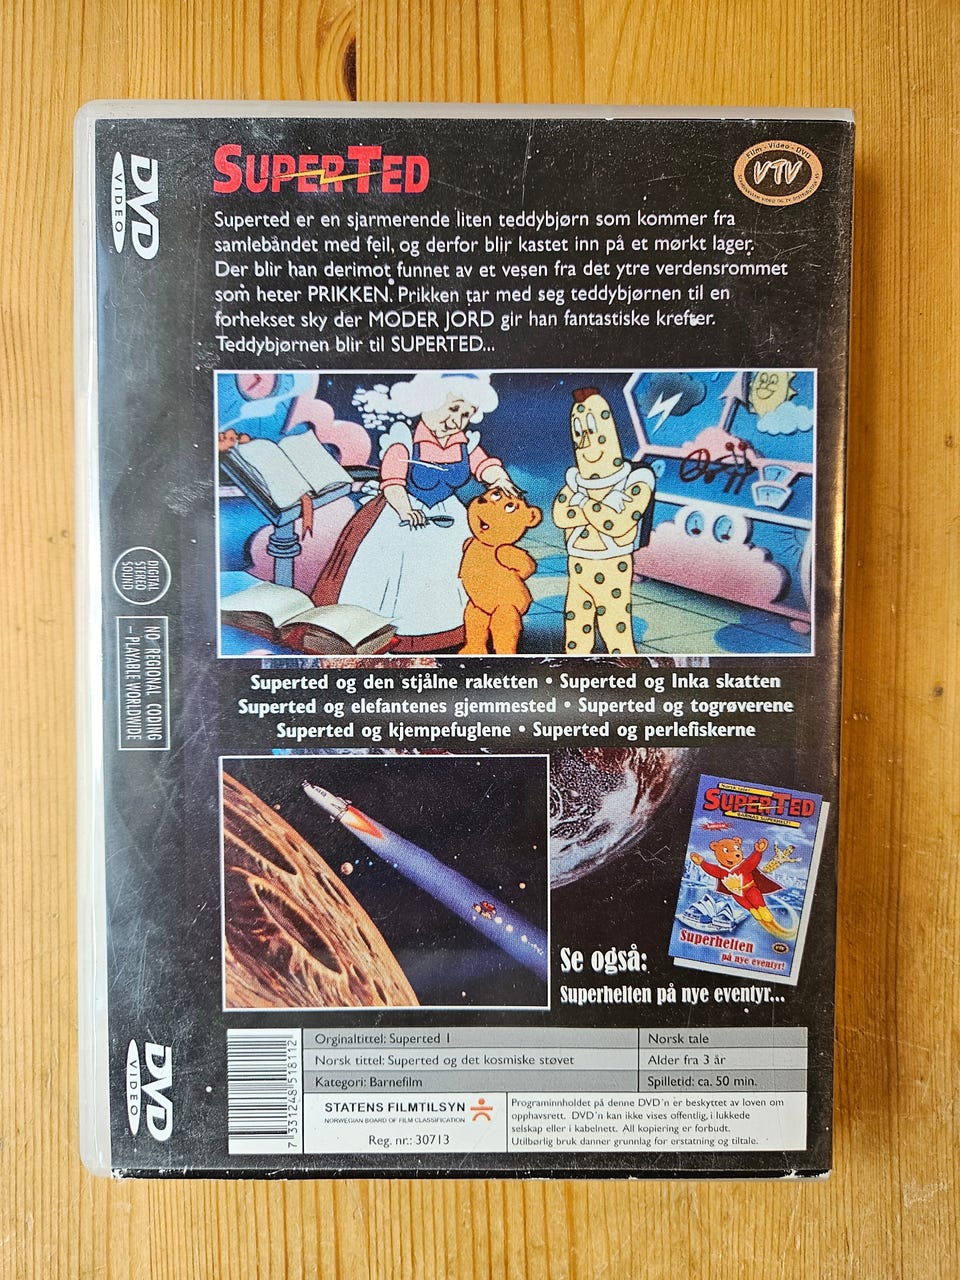 SUPERTED
Film - Video - DVD
VTV
Superted er en sjarmerende liten teddybjørn som kommer fra
samlebåndet med feil, og derfor blir kastet inn på et mørkt lager.
Der blir han derimot funnet av et vesen fra det ytre verdensrommet
som heter PRIKKEN. Prikken tar med seg teddybjørnen til en
forhekset sky der MODER JORD gir han fantastiske krefter.
Teddybjørnen blir til SUPERTED...
DVD
VIDEO
DIGITAL
STEREO
SOUND
NO REGIONAL CODING
– PLAYABLE WORLDWIDE
Superted og den stjålne raketten • Superted og Inka skatten
Superted og elefantenes gjemmested • Superted og togrøverene
Superted og kjempefuglene • Superted og perlefiskerne
Norsk tale!
SUPERTED
BARNAS SUPERHELT!
Superhelten
på nye eventyr!
VTV
Se også:
Superhelten på nye eventyr...
DVD
VIDEO
7 331248 518112
Orginaltittel: Superted 1
Norsk tale
Norsk tittel: Superted og det kosmiske støvet
Alder fra 3 år
Kategori: Barnefilm
Spilletid: ca. 50 min.
STATENS FILMTILSYN
NORWEGIAN BOARD OF FILM CLASSIFICATION
Reg. nr.: 30713
Programinnholdet på denne DVD´n er beskyttet av loven om
opphavsrett. DVD´n kan ikke vises offentlig, i lukkede
selskap eller i kabelnett. All kopiering er forbudt.
Utilbørlig bruk danner grunnlag for erstatning og tiltale.